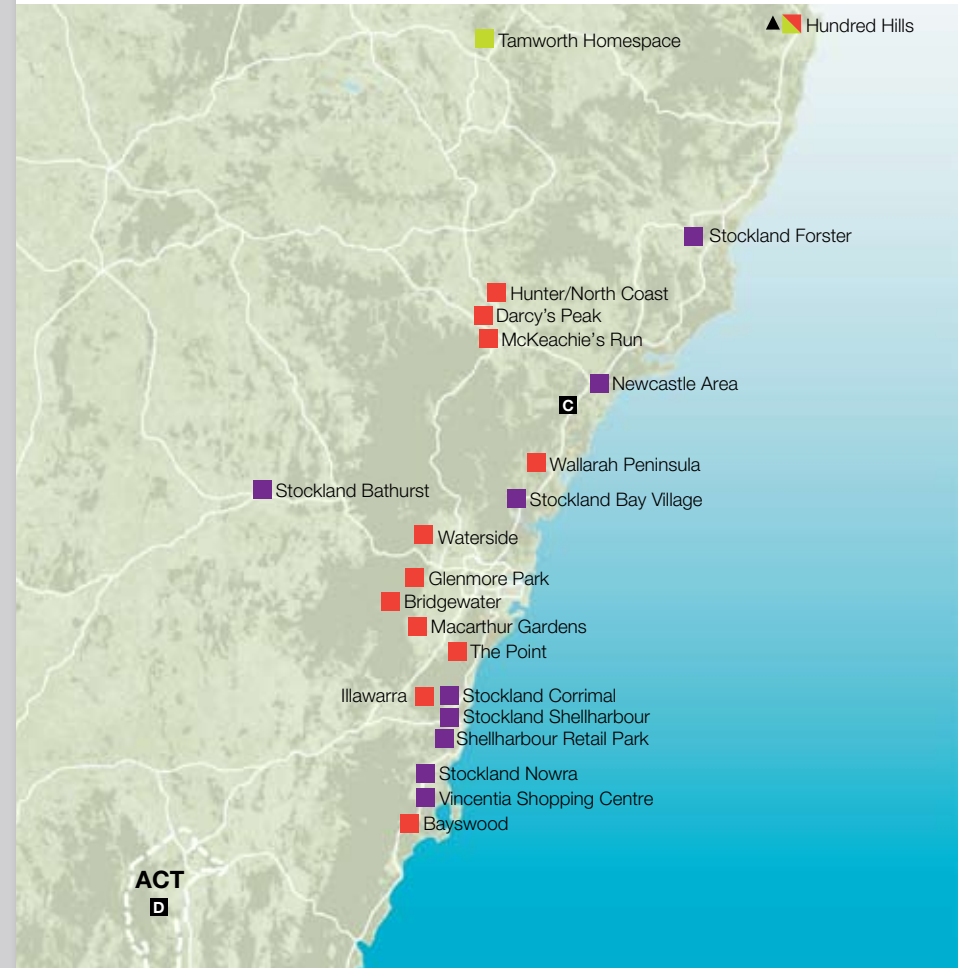 Hundred Hills
Tamworth Homespace
Stockland Forster
Hunter/North Coast
Darcy's Peak
McKeachie's Run
Newcastle Area
C
Wallarah Peninsula
Stockland Bathurst
Stockland Bay Village
Waterside
Glenmore Park
Bridgewater
Macarthur Gardens
The Point
Illawarra
Stockland Corrimal
Stockland Shellharbour
Shellharbour Retail Park
Stockland Nowra
Vincentia Shopping Centre
Bayswood
ACT
D